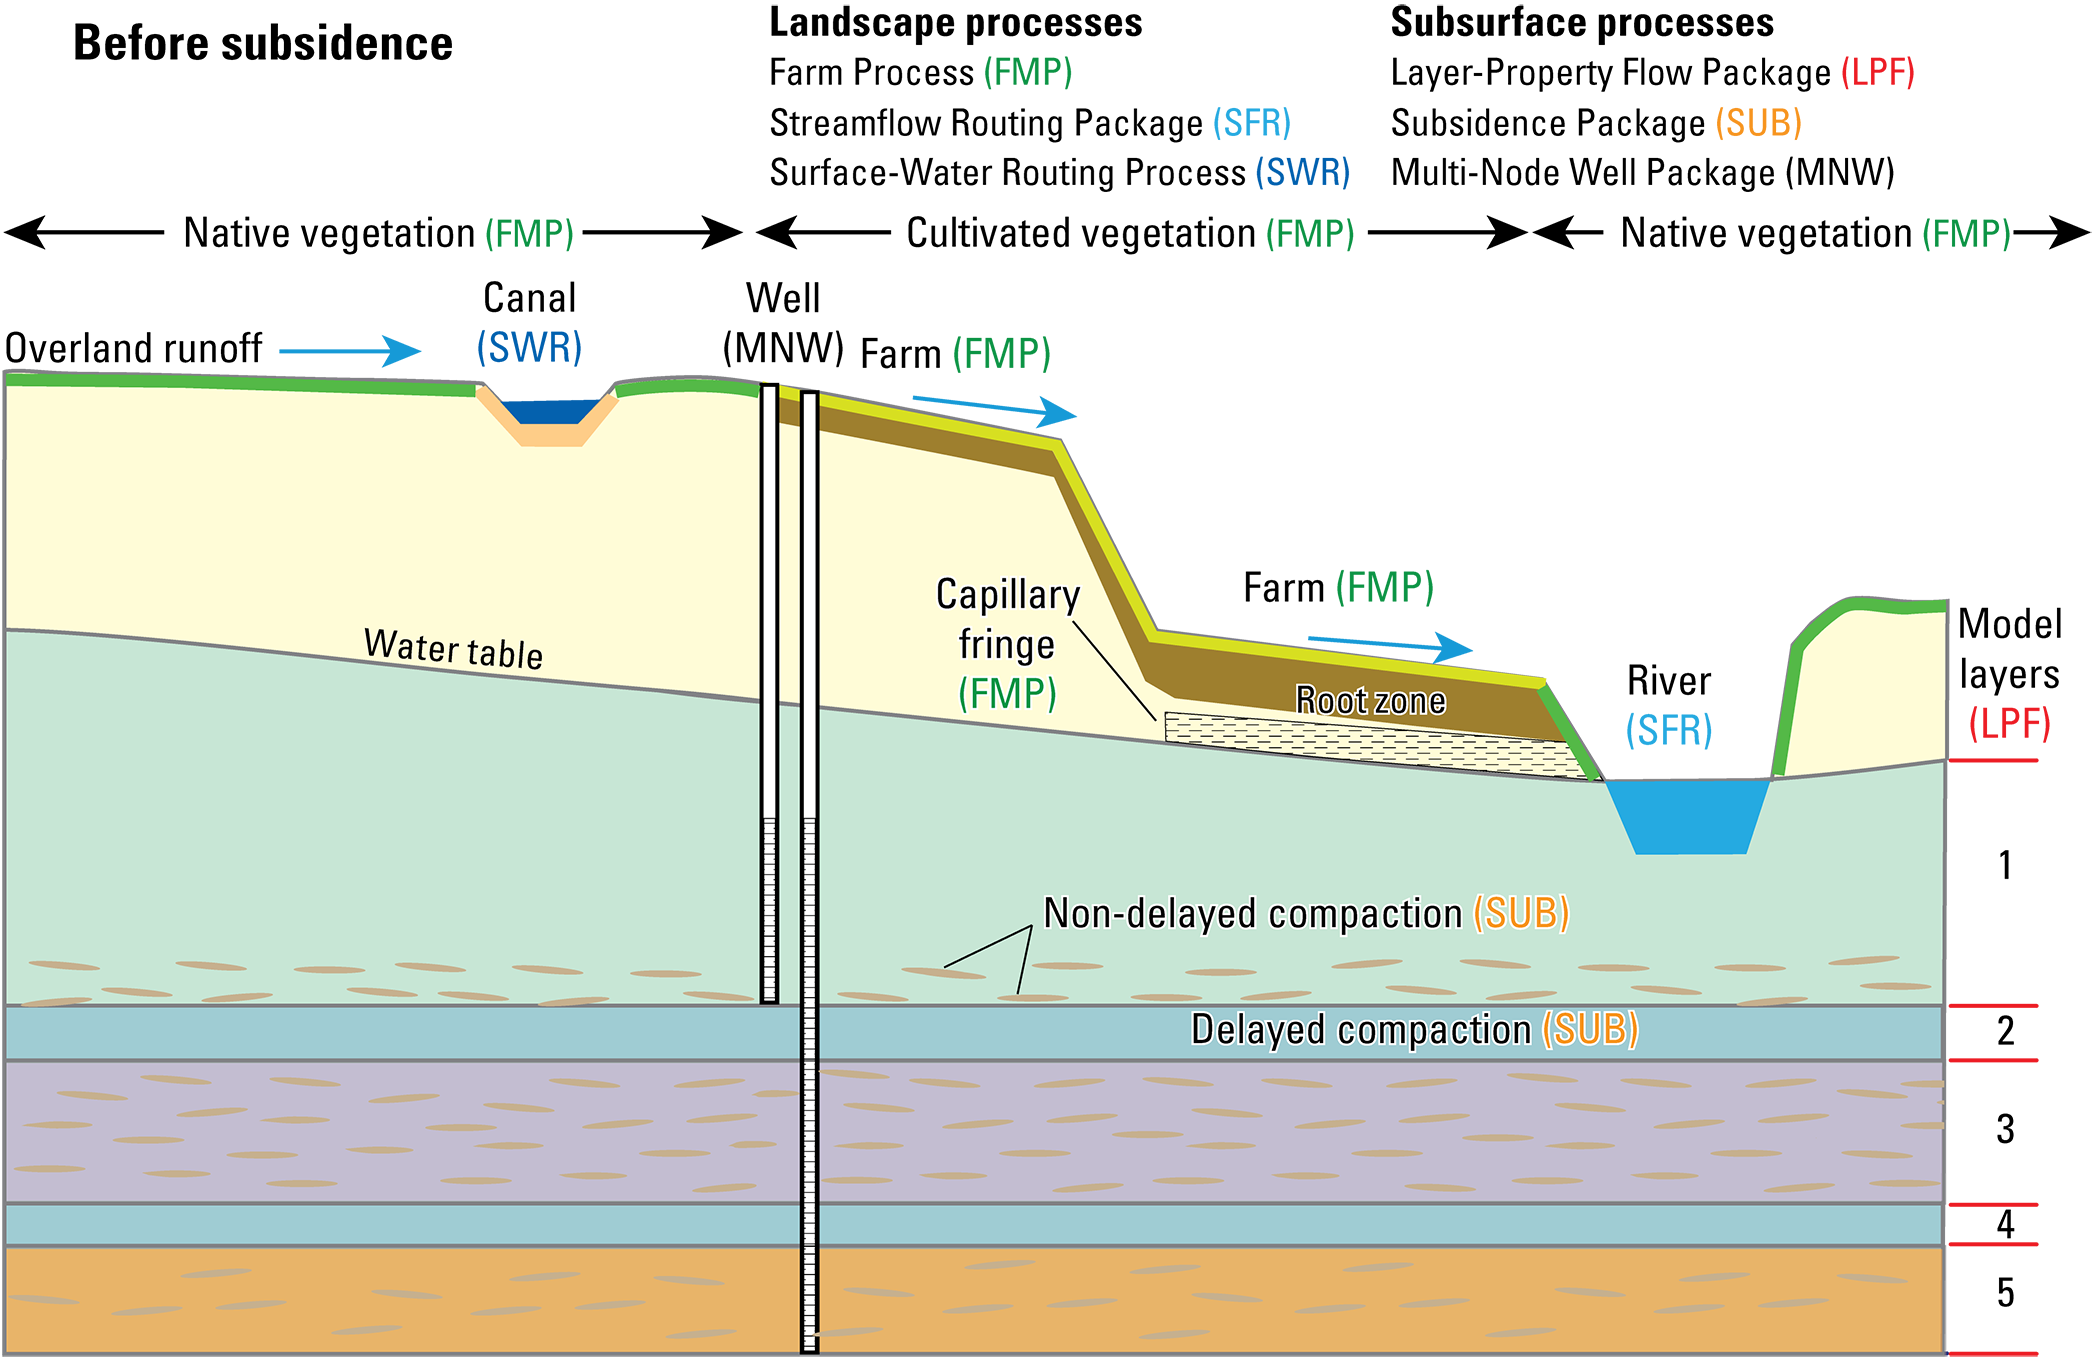 Before subsidence
Landscape processes
Farm Process (FMP)
Streamflow Routing Package (SFR)
Surface-Water Routing Process (SWR)
Subsurface processes
Layer-Property Flow Package (LPF)
Subsidence Package (SUB)
Multi-Node Well Package (MNW)
Native vegetation (FMP)
Cultivated vegetation (FMP)
Native vegetation (FMP)
Overland runoff
Canal
(SWR)
Well
(MNW)
Farm (FMP)
Water table
Capillary
fringe
(FMP)
Farm (FMP)
Root zone
River
(SFR)
Model
layers
(LPF)
1
Non-delayed compaction (SUB)
Delayed compaction (SUB)
2
3
4
5